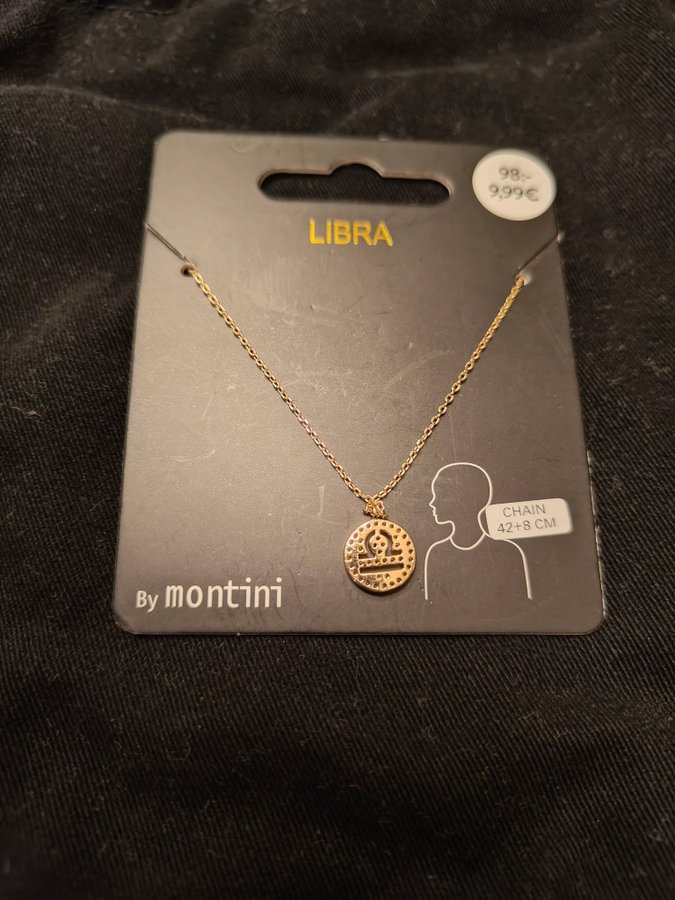 98:-
9,99€
LIBRA
CHAIN
42+8 CM
By montini